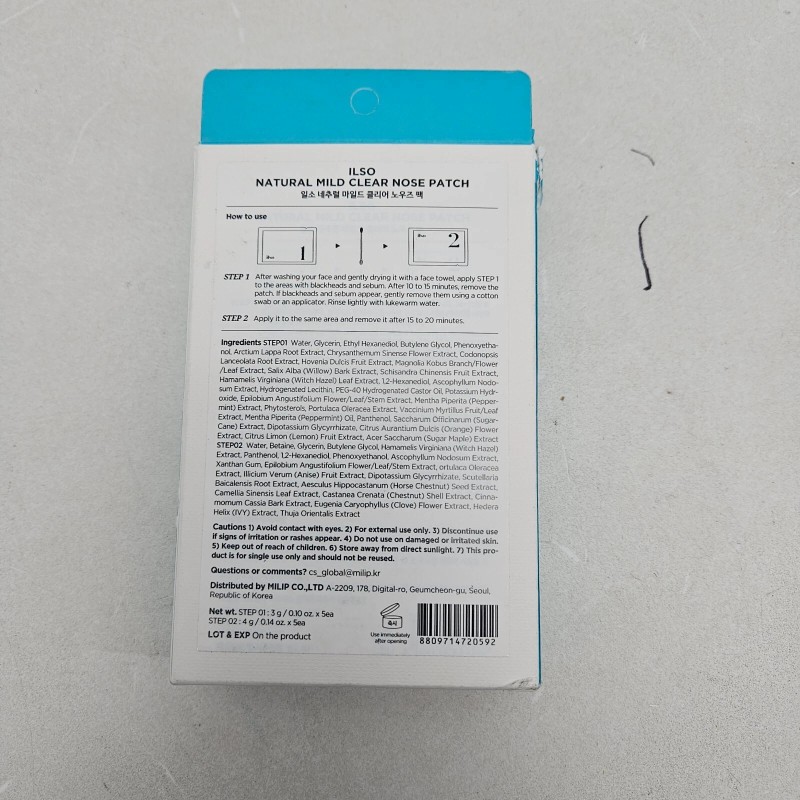 ILSO
NATURAL MILD CLEAR NOSE PATCH
일소 네추럴 마일드 클리어 노우즈 팩
How to use
1
2
STEP 1 After washing your face and gently drying it with a face towel, apply STEP 1
to the areas with blackheads and sebum. After 10 to 15 minutes, remove the
patch. If blackheads and sebum appear, gently remove them using a cotton
swab or an applicator. Rinse lightly with lukewarm water.
STEP 2 Apply it to the same area and remove it after 15 to 20 minutes.
Ingredients STEP01 Water, Glycerin, Ethyl Hexanediol, Butylene Glycol, Phenoxyetha-
nol, Arctium Lappa Root Extract, Chrysanthemum Sinense Flower Extract, Codonopsis
Lanceolata Root Extract, Hovenia Dulcis Fruit Extract, Magnolia Kobus Branch/Flower
/Leaf Extract, Salix Alba (Willow) Bark Extract, Schisandra Chinensis Fruit Extract,
Hamamelis Virginiana (Witch Hazel) Leaf Extract, 1,2-Hexanediol, Ascophyllum Nodo-
sum Extract, Hydrogenated Lecithin, PEG-40 Hydrogenated Castor Oil, Potassium Hydr-
oxide, Epilobium Angustifolium Flower/Leaf/Stem Extract, Mentha Piperita (Pepper-
mint) Extract, Phytosterols, Portulaca Oleracea Extract, Vaccinium Myrtillus Fruit/Leaf
Extract, Mentha Piperita (Peppermint) Oil, Panthenol, Saccharum Officinarum (Sugar-
Cane) Extract, Dipotassium Glycyrrhizate, Citrus Aurantium Dulcis (Orange) Flower
Extract, Citrus Limon (Lemon) Fruit Extract, Acer Saccharum (Sugar Maple) Extract
STEP02 Water, Betaine, Glycerin, Butylene Glycol, Hamamelis Virginiana (Witch Hazel)
Extract, Panthenol, 1,2-Hexanediol, Phenoxyethanol, Ascophyllum Nodosum Extract,
Xanthan Gum, Epilobium Angustifolium Flower/Leaf/Stem Extract, ortulaca Oleracea
Extract, Illicium Verum (Anise) Fruit Extract, Dipotassium Glycyrrhizate, Scutellaria
Baicalensis Root Extract, Aesculus Hippocastanum (Horse Chestnut) Seed Extract,
Camellia Sinensis Leaf Extract, Castanea Crenata (Chestnut) Shell Extract, Cinna-
momum Cassia Bark Extract, Eugenia Caryophyllus (Clove) Flower Extract, Hedera
Helix (IVY) Extract, Thuja Orientalis Extract
Cautions 1) Avoid contact with eyes. 2) For external use only. 3) Discontinue use
if signs of irritation or rashes appear. 4) Do not use on damaged or irritated skin.
5) Keep out of reach of children. 6) Store away from direct sunlight. 7) This pro-
duct is for single use only and should not be reused.
Questions or comments? cs_global@milip.kr
Distributed by MILIP CO.,LTD A-2209, 178, Digital-ro, Geumcheon-gu, Seoul,
Republic of Korea
Net wt. STEP 01 : 3 g / 0.10 oz. x 5ea
STEP 02 : 4 g / 0.14 oz. x 5ea
LOT & EXP On the product
즉시
Use immediately
after opening
8809714720592